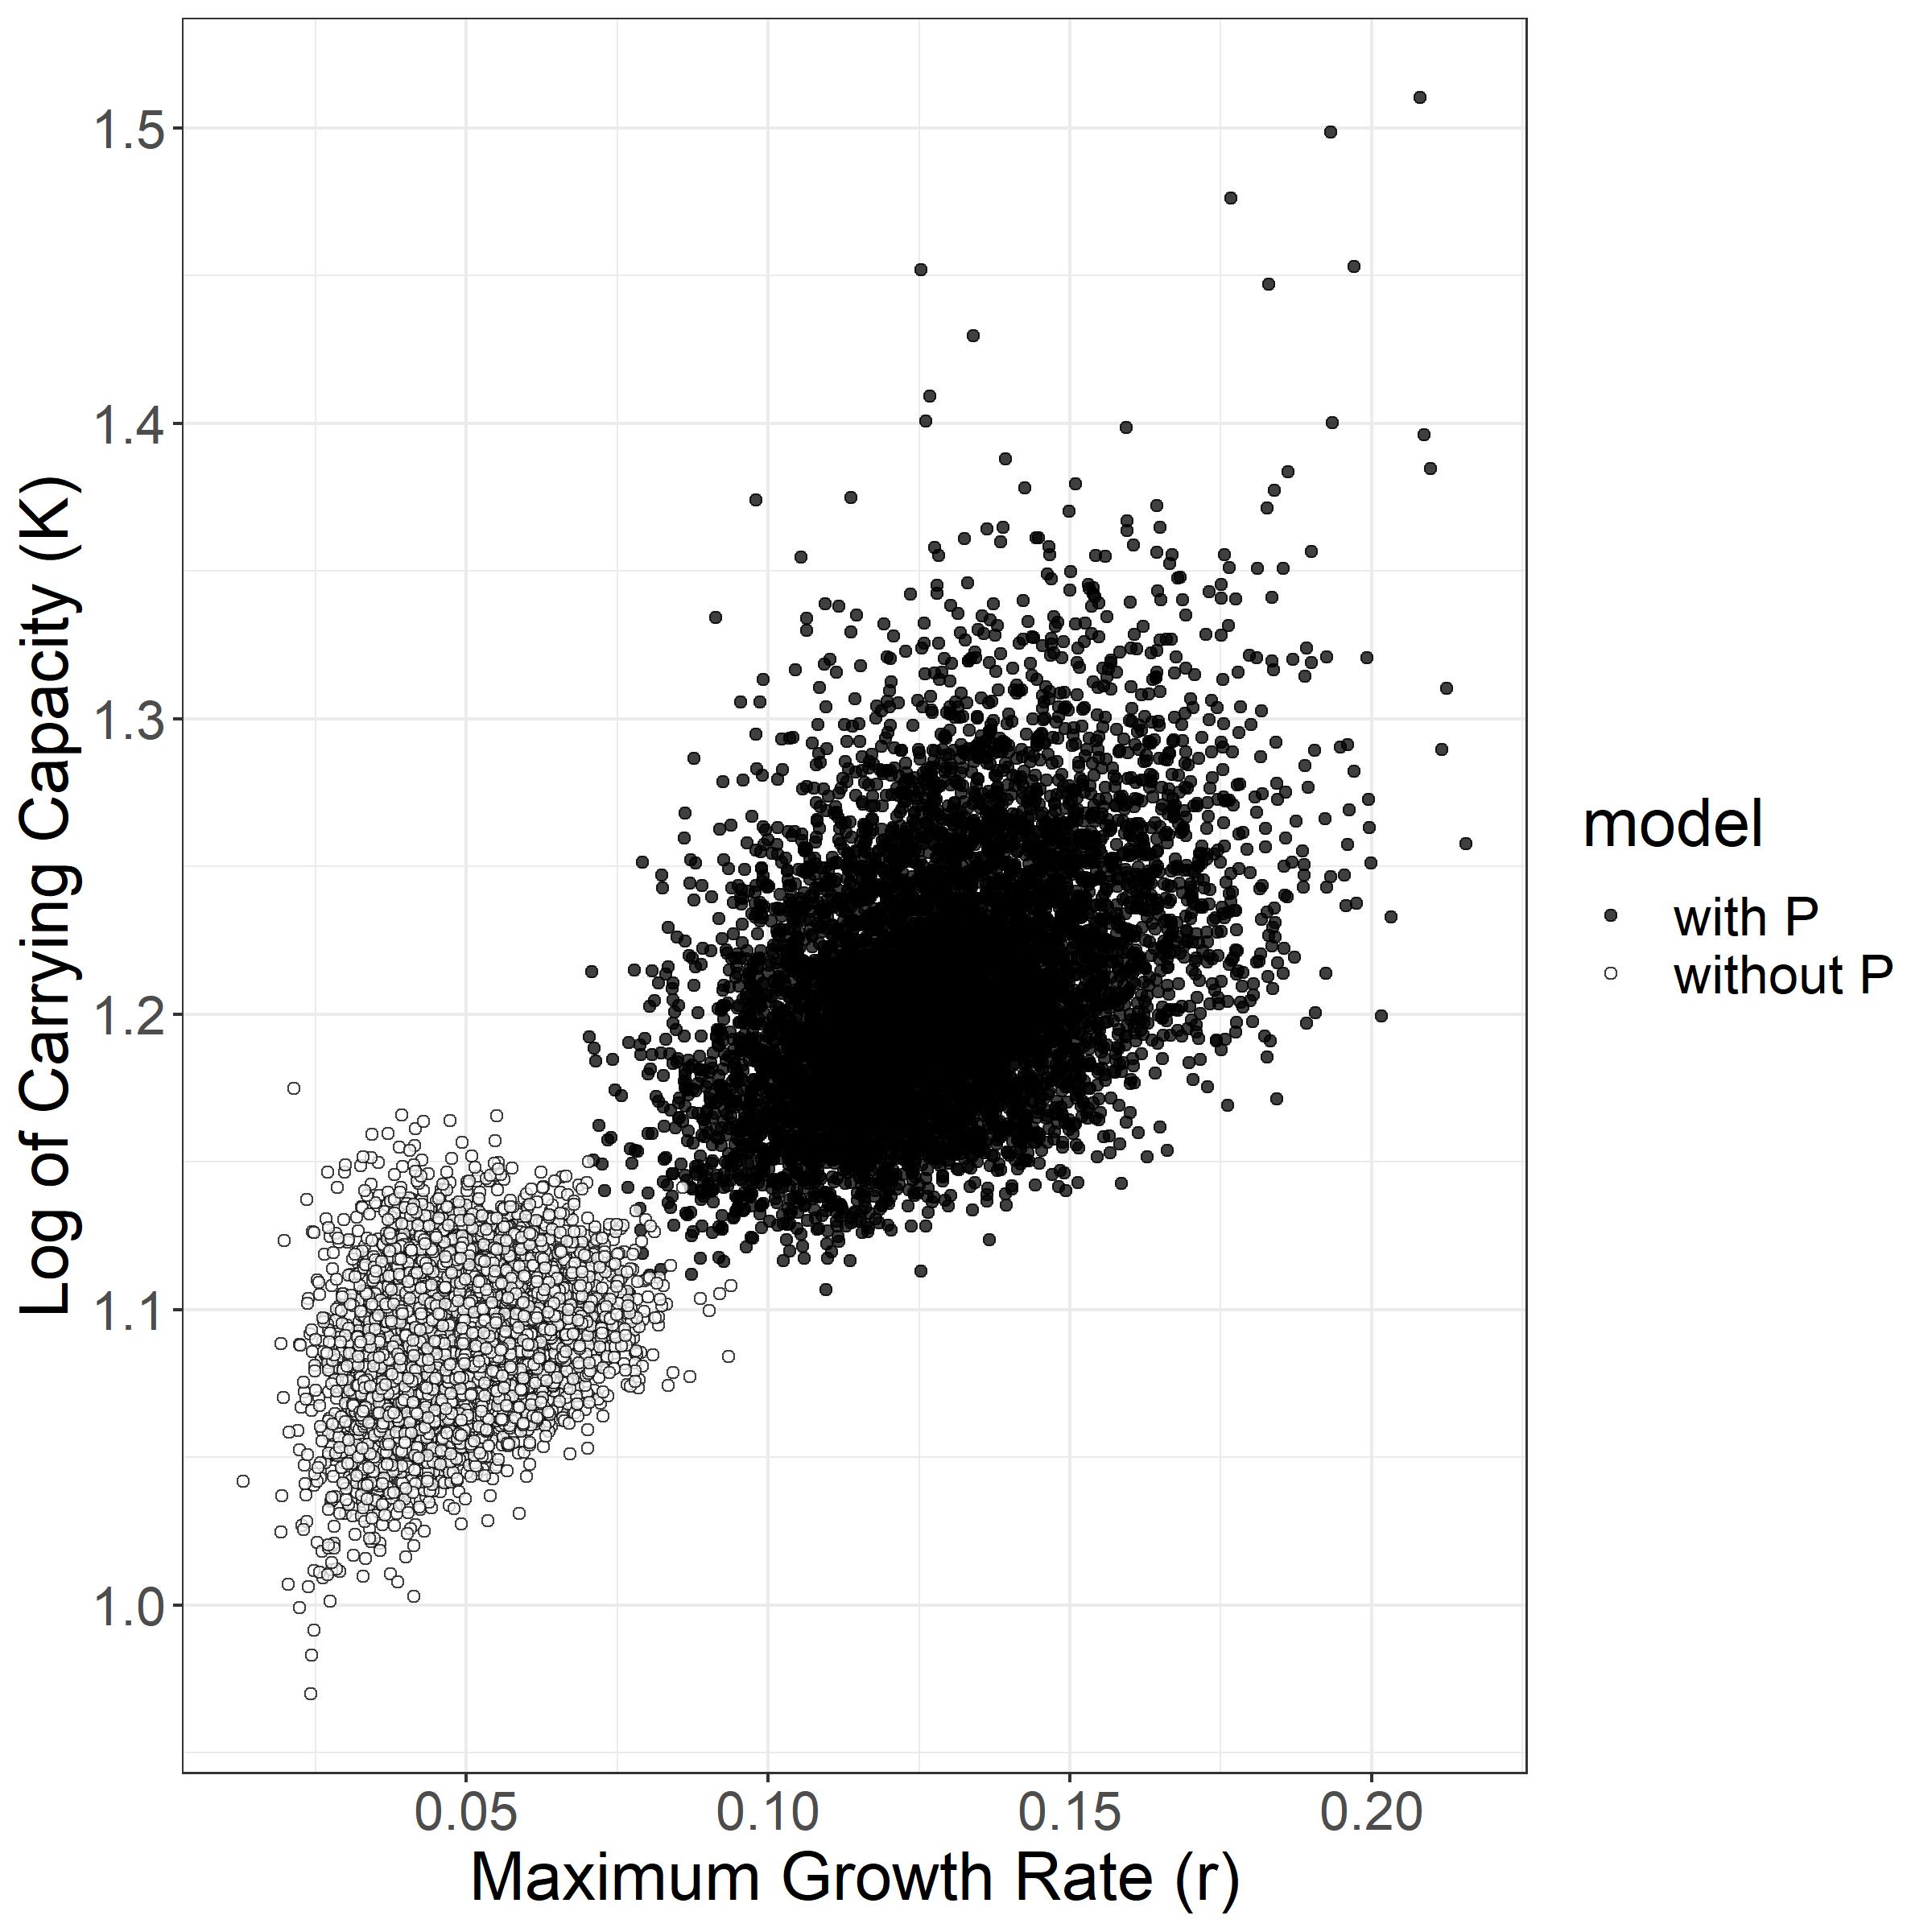 1.5
1.4
1.3
1.2
1.1
1.0
Log of Carrying Capacity (K)
0.05 0.10 0.15 0.20
Maximum Growth Rate (r)
model
with P
without P